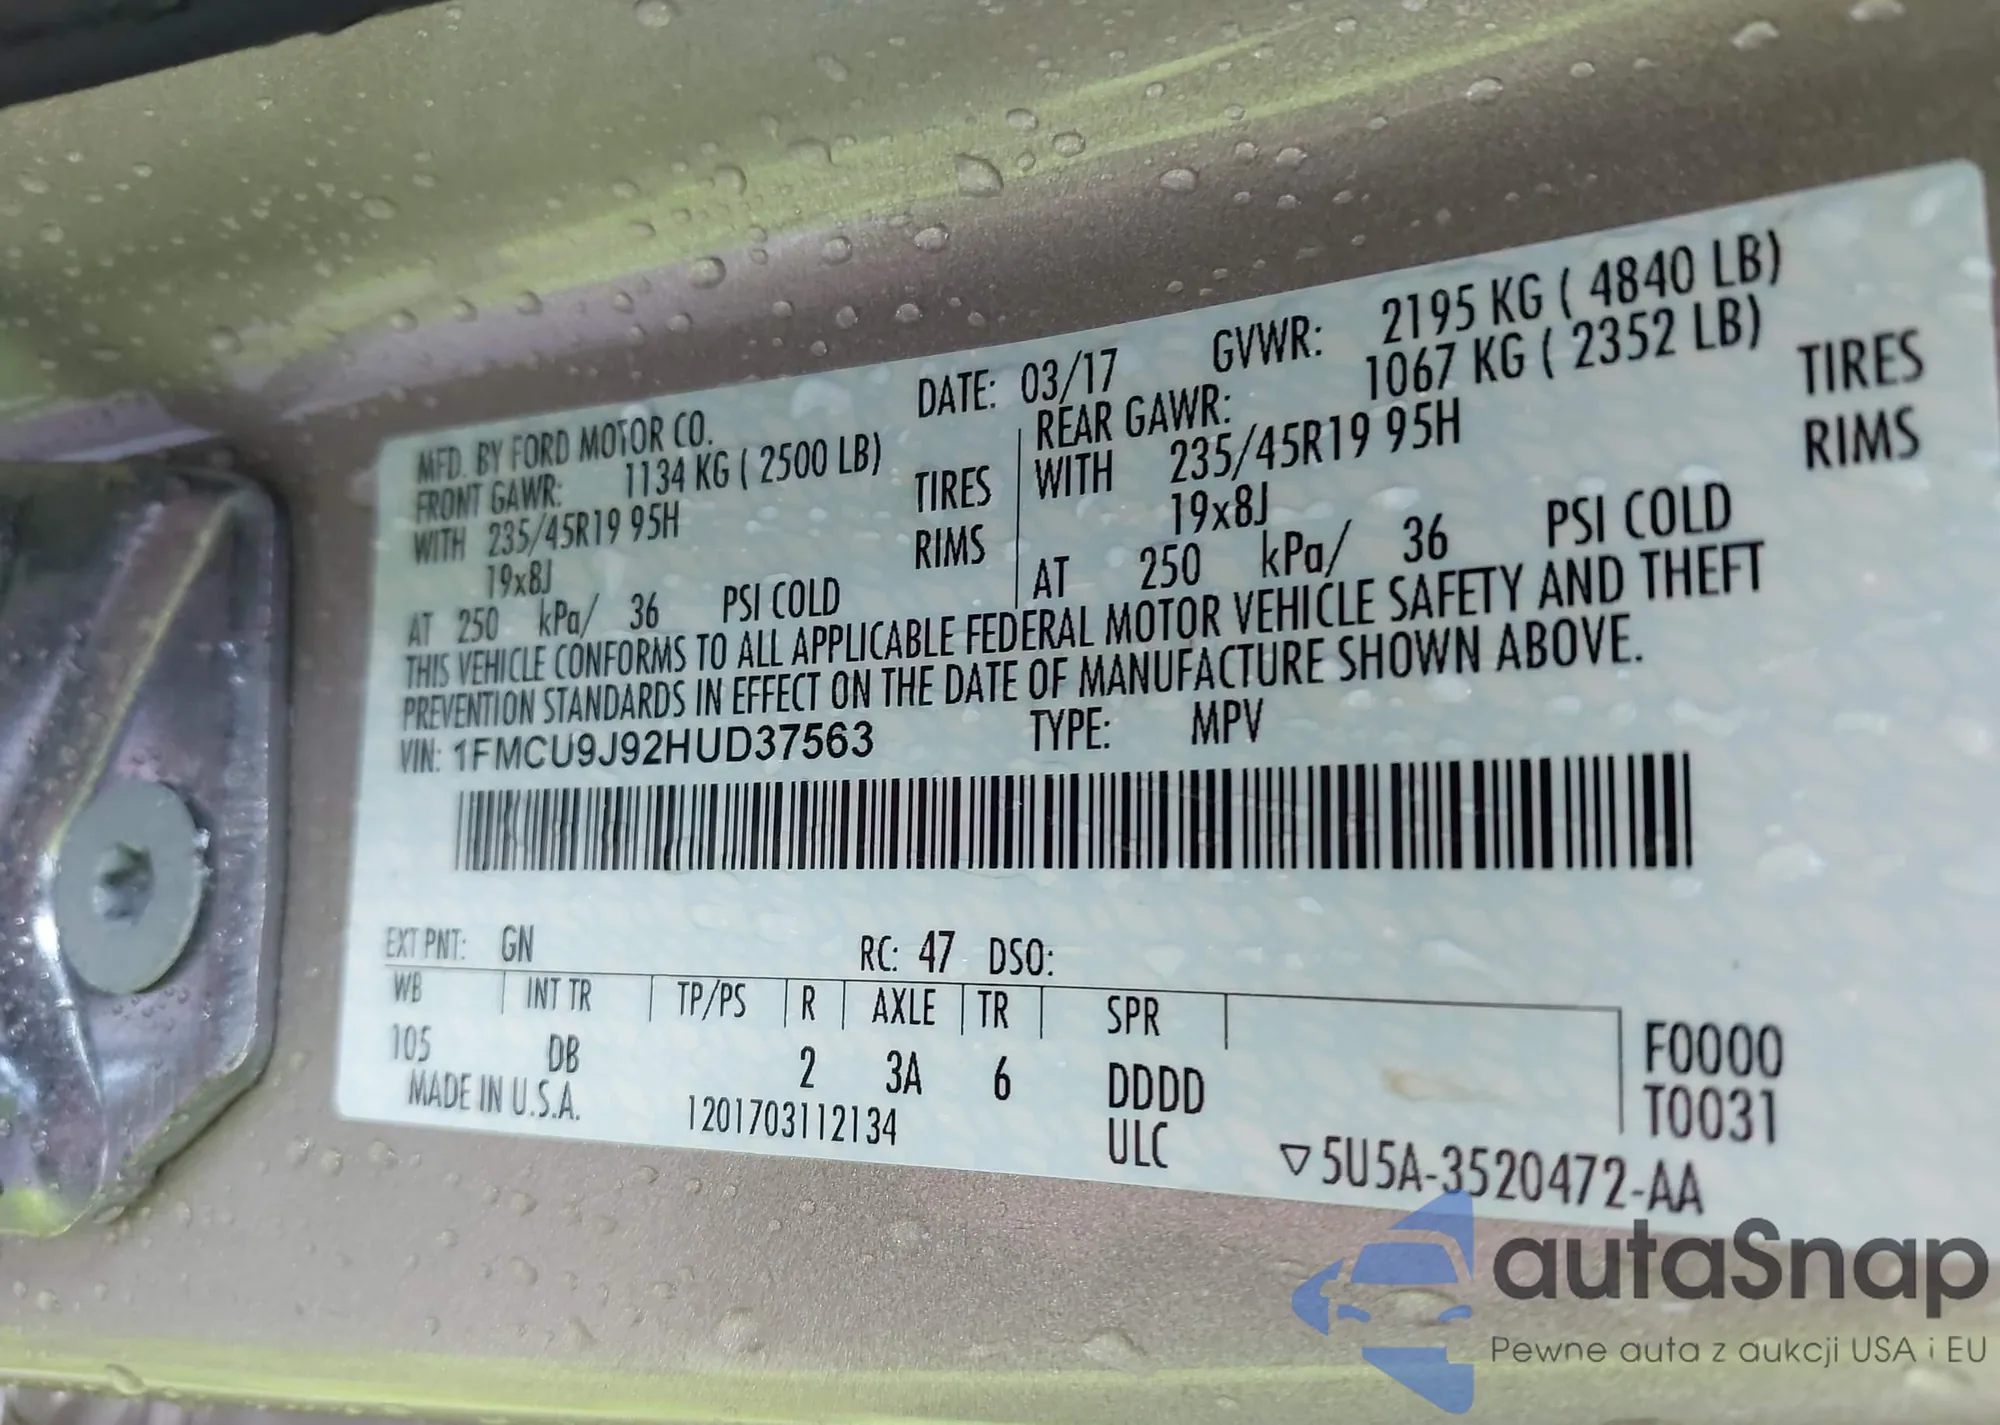 MFD. BY FORD MOTOR CO. DATE: 03/17 GVWR: 2195 KG ( 4840 LB)
FRONT GAWR: 1134 KG ( 2500 LB) REAR GAWR: 1067 KG ( 2352 LB)
WITH 235/45R19 95H TIRES WITH 235/45R19 95H TIRES
19x8J RIMS 19x8J RIMS
AT 250 kPa/ 36 PSI COLD AT 250 kPa/ 36 PSI COLD
THIS VEHICLE CONFORMS TO ALL APPLICABLE FEDERAL MOTOR VEHICLE SAFETY AND THEFT
PREVENTION STANDARDS IN EFFECT ON THE DATE OF MANUFACTURE SHOWN ABOVE.
VIN: 1FMCU9J92HUD37563 TYPE: MPV
EXT PNT: GN RC: 47 DSO:
WB INT TR TP/PS R AXLE TR SPR
105 DB 2 3A 6 DDDD F0000
MADE IN U.S.A. 1201703112134 ULC T0031
▽5U5A-3520472-AA
autaSnap
Pewne auta z aukcji USA i EU